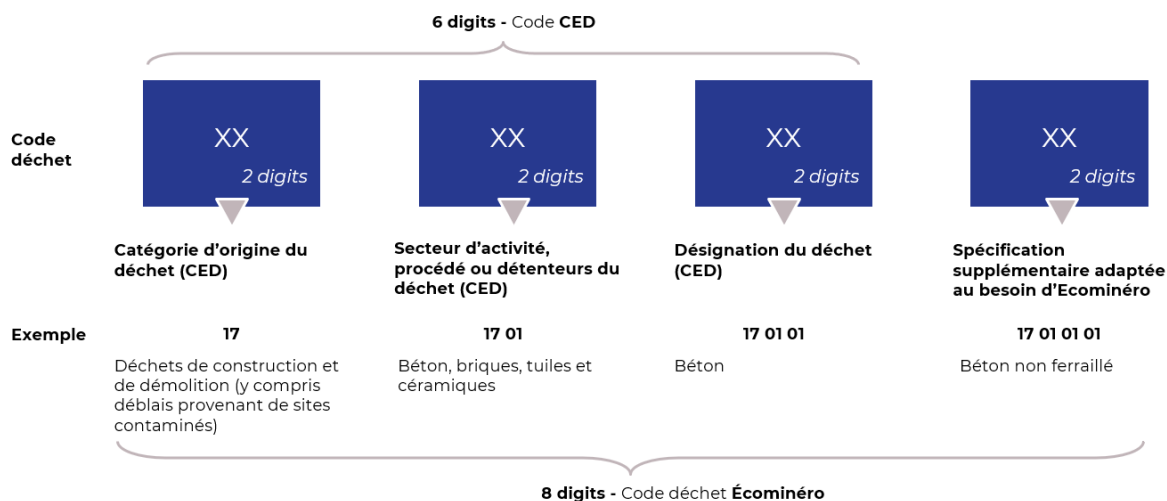 6 digits - Code CED
Code
déchet
XX
2 digits
XX
2 digits
XX
2 digits
XX
2 digits
Catégorie d'origine du
déchet (CED)
Secteur d'activité,
procédé ou détenteurs du
déchet (CED)
Désignation du déchet
(CED)
Spécification
supplémentaire adaptée
au besoin d'Ecominéro
Exemple
17
17 01
17 01 01
17 01 01 01
Déchets de construction et
de démolition (y compris
déblais provenant de sites
contaminés)
Béton, briques, tuiles et
céramiques
Béton
Béton non ferraillé
8 digits - Code déchet Écominéro